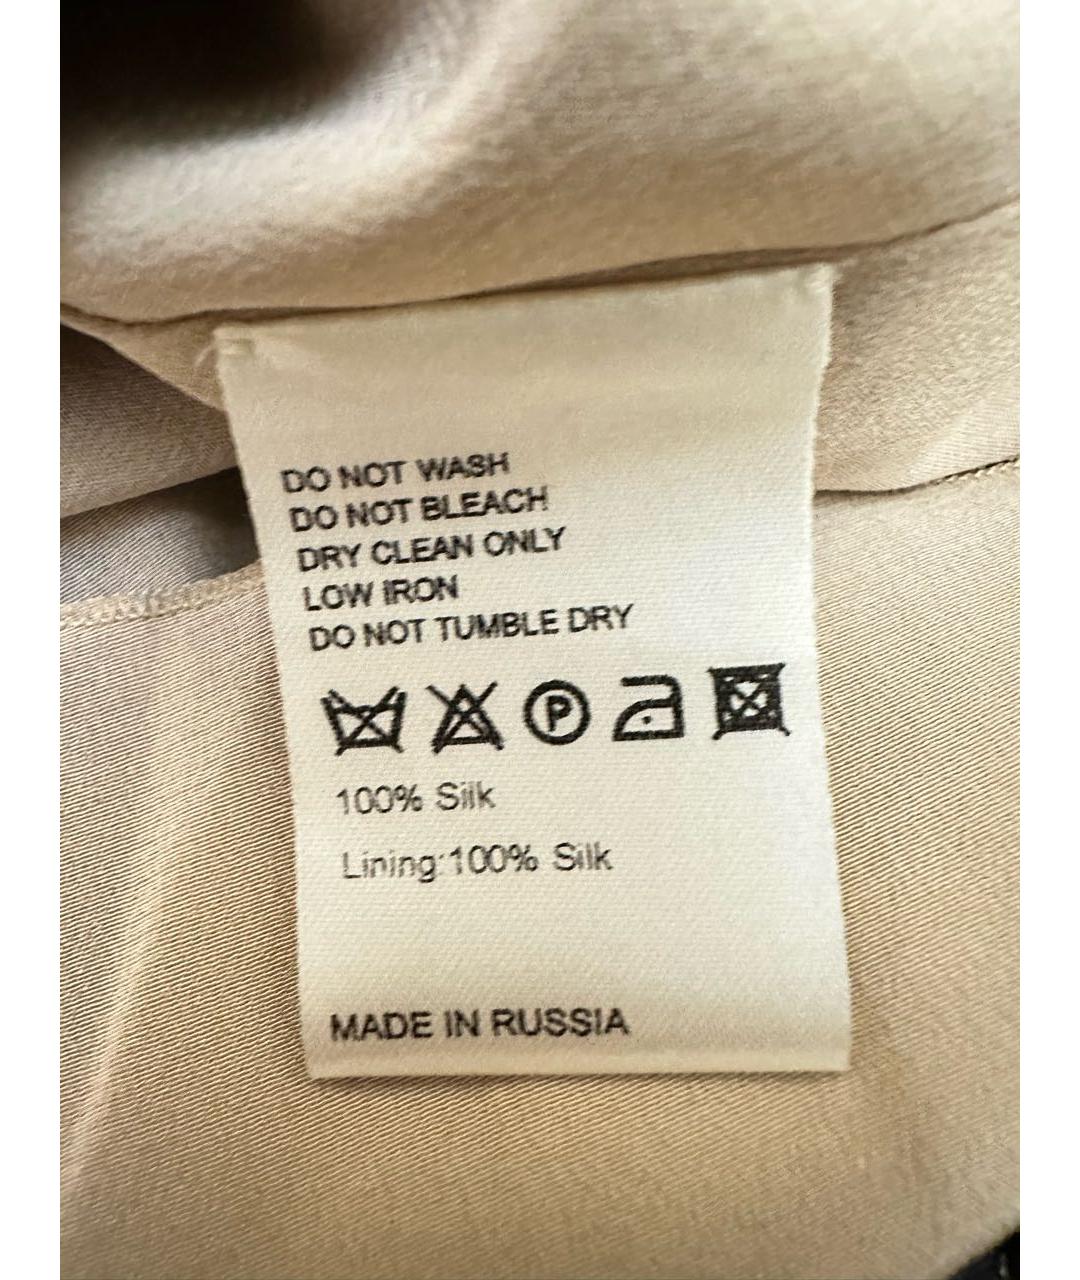 DO NOT WASH
DO NOT BLEACH
DRY CLEAN ONLY
LOW IRON
DO NOT TUMBLE DRY
P
100% Silk
Lining:100% Silk
MADE IN RUSSIA